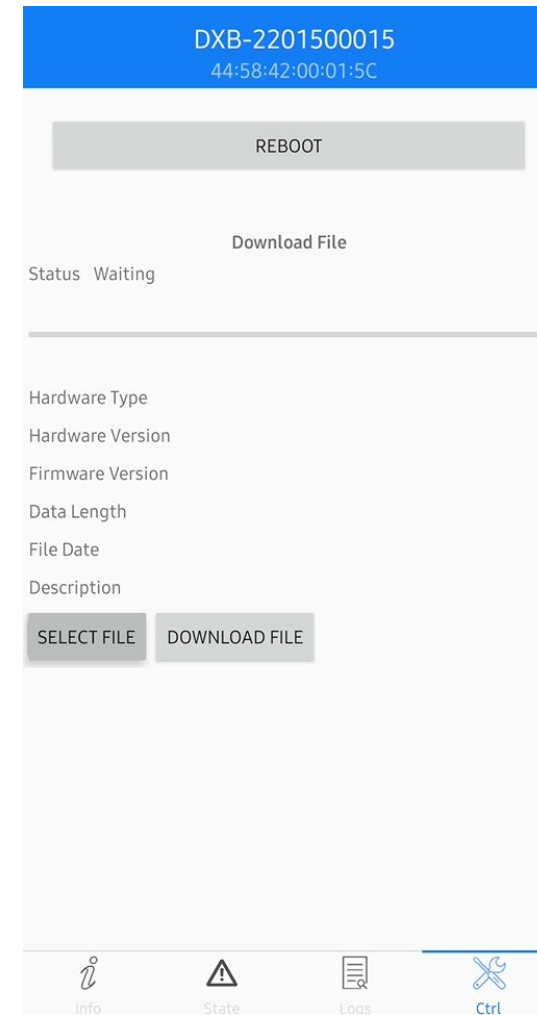 DXB-2201500015
44:58:42:00:01:5C
REBOOT
Download File
Status Waiting
Hardware Type
Hardware Version
Firmware Version
Data Length
File Date
Description
SELECT FILE DOWNLOAD FILE
Info State Logs Ctrl